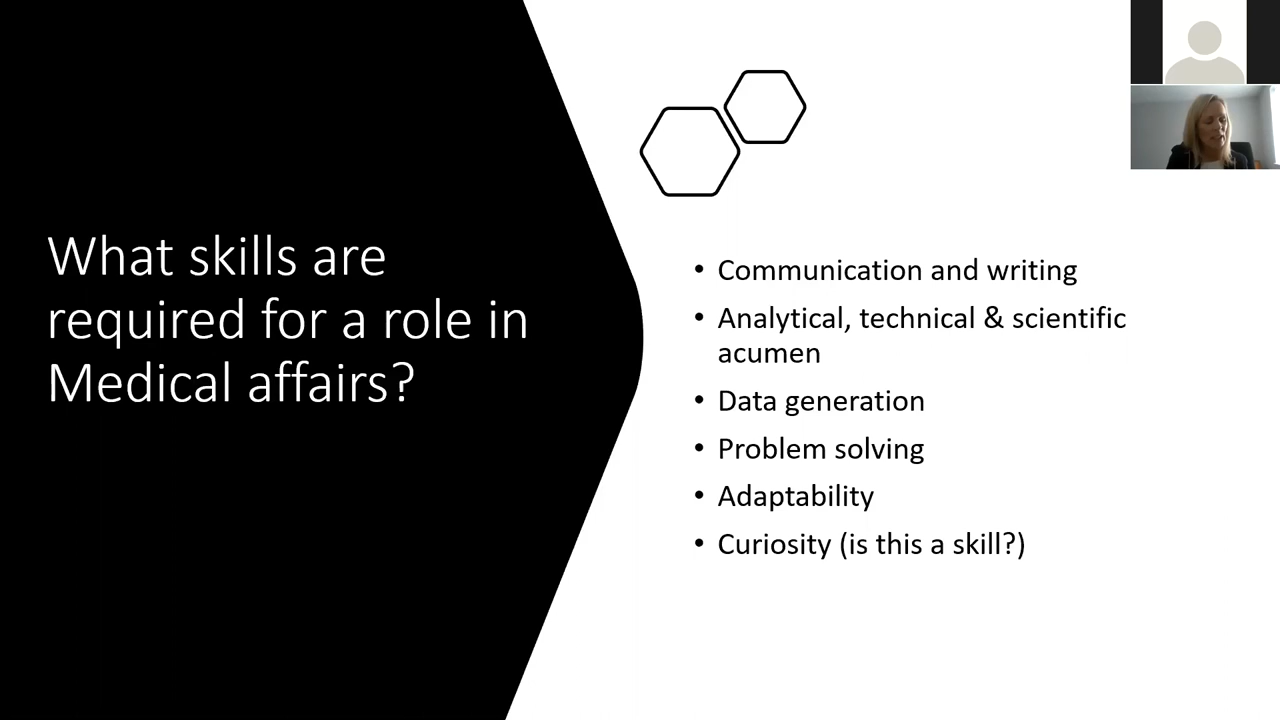 What skills are
required for a role in
Medical affairs?
• Communication and writing
• Analytical, technical & scientific
acumen
• Data generation
• Problem solving
• Adaptability
• Curiosity (is this a skill?)